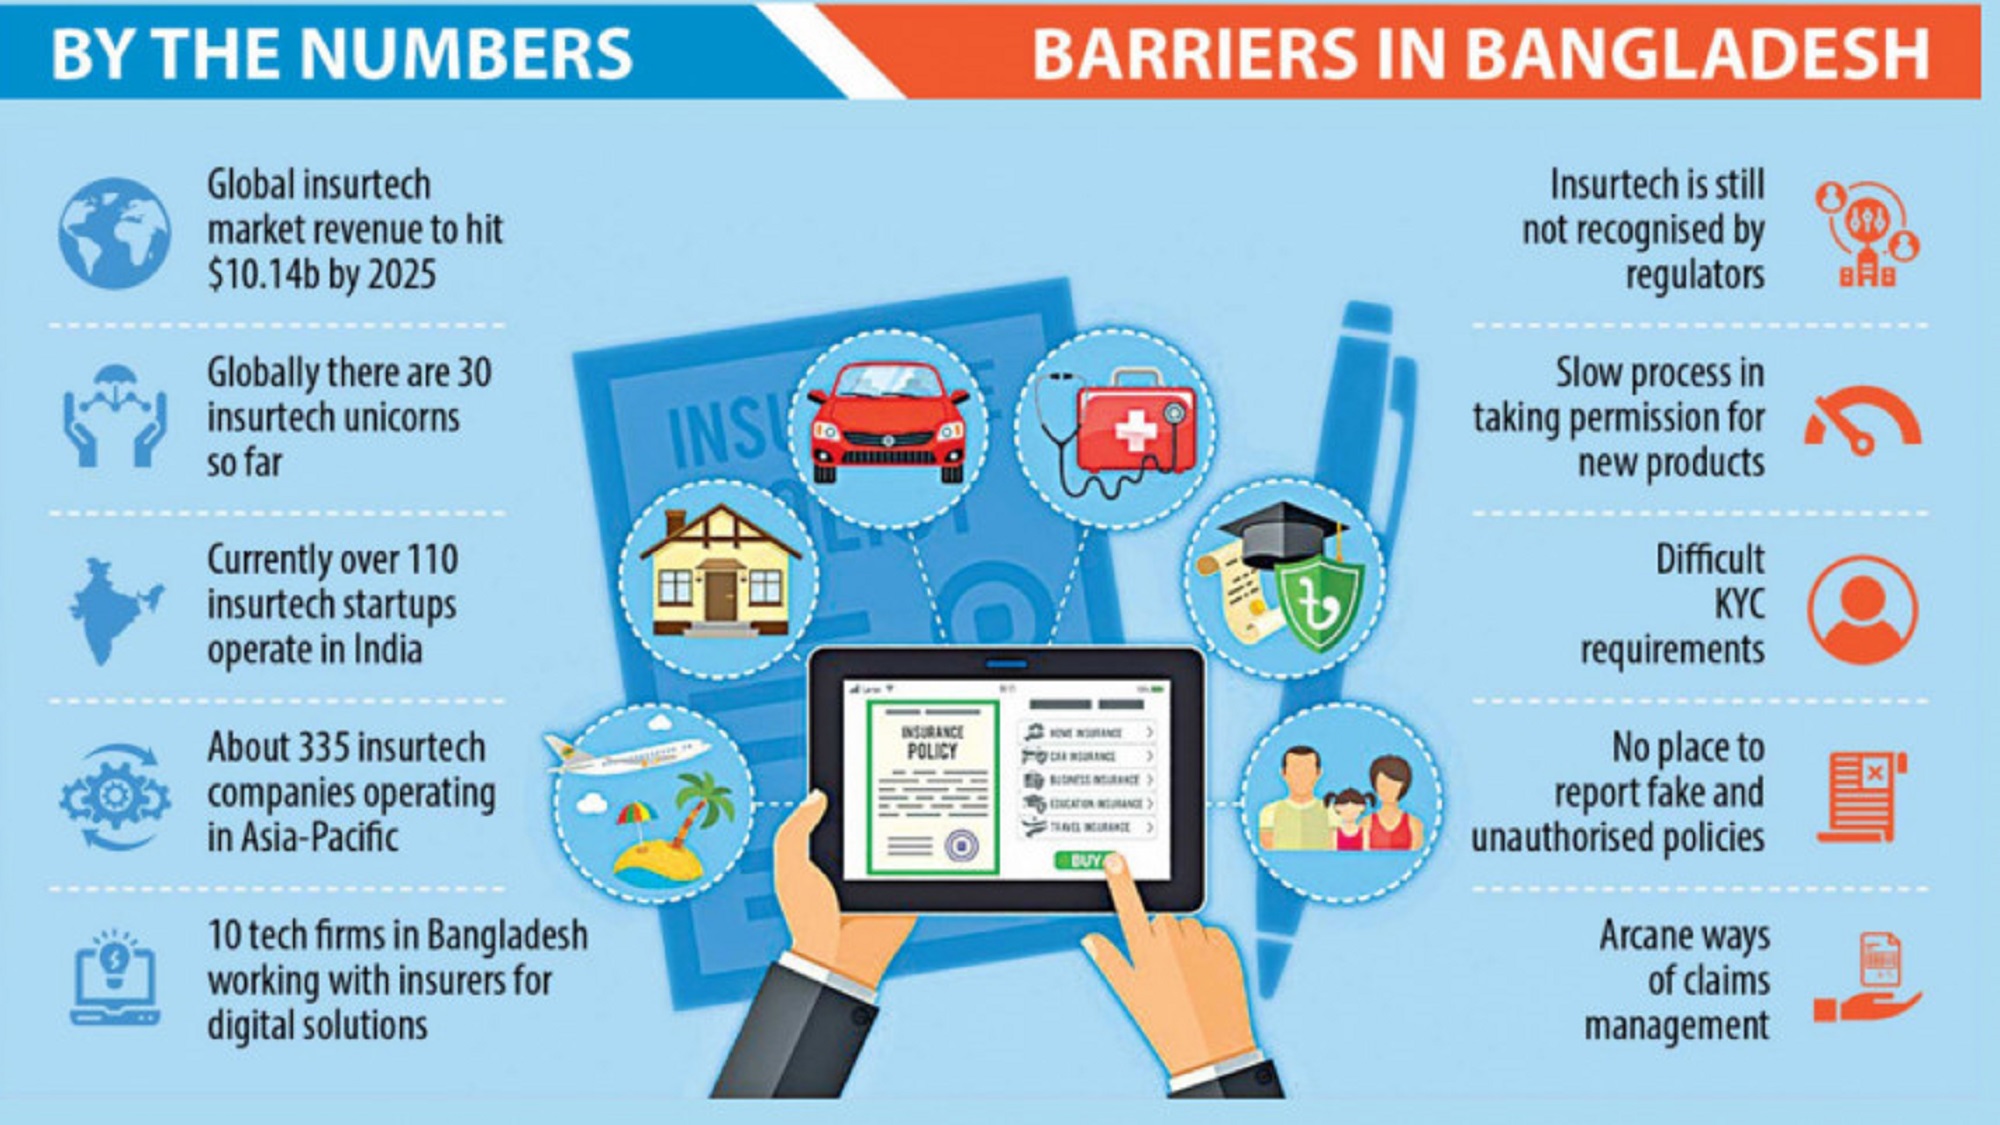 BY THE NUMBERS
BARRIERS IN BANGLADESH
Global insurtech
market revenue to hit
$10.14b by 2025
Globally there are 30
insurtech unicorns
so far
Currently over 110
insurtech startups
operate in India
About 335 insurtech
companies operating
in Asia-Pacific
10 tech firms in Bangladesh
working with insurers for
digital solutions
INSURANCE
POLICY
HOME INSURANCE
CAR INSURANCE
BUSINESS INSURANCE
EDUCATION INSURANCE
TRAVEL INSURANCE
BUY
Insurtech is still
not recognised by
regulators
Slow process in
taking permission for
new products
Difficult
KYC
requirements
No place to
report fake and
unauthorised policies
Arcane ways
of claims
management